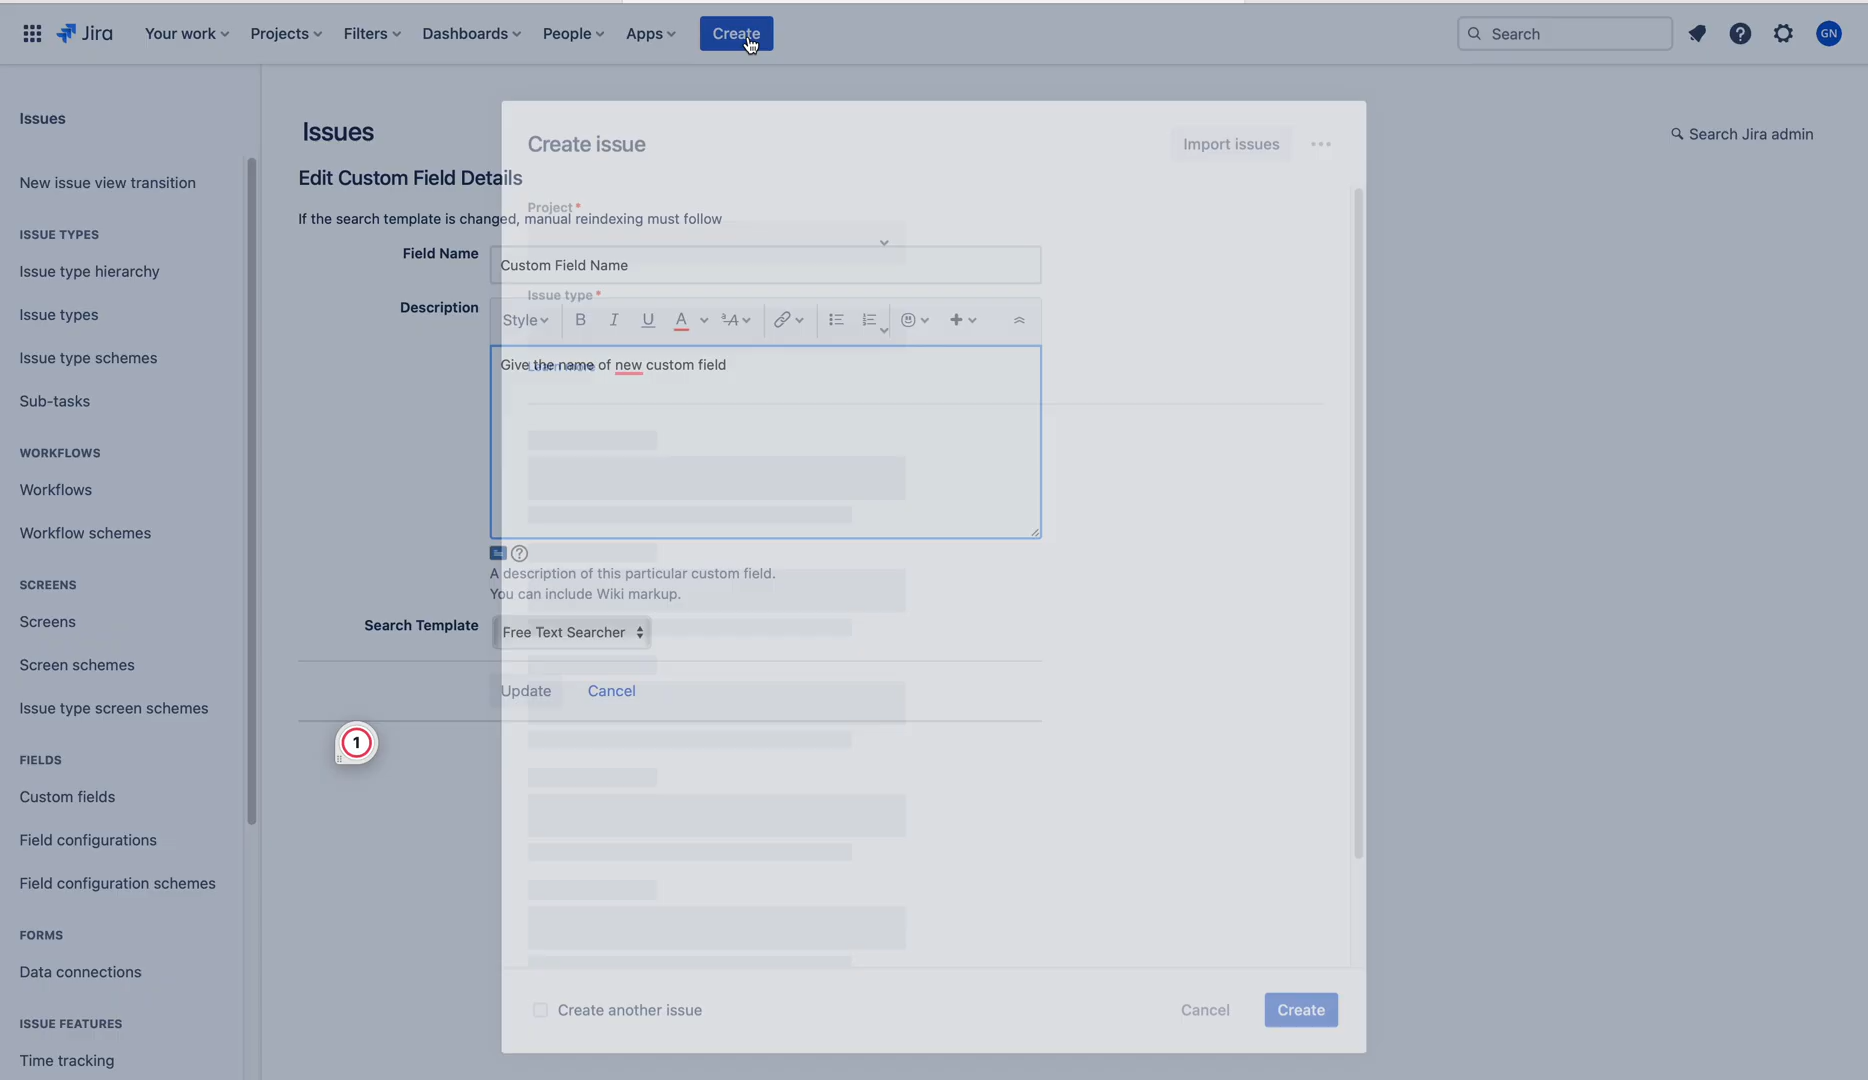 Jira
Your work
Projects
Filters
Dashboards
People
Apps
Create
Search
GN
Issues
New issue view transition
ISSUE TYPES
Issue type hierarchy
Issue types
Issue type schemes
Sub-tasks
WORKFLOWS
Workflows
Workflow schemes
SCREENS
Screens
Screen schemes
Issue type screen schemes
FIELDS
Custom fields
Field configurations
Field configuration schemes
FORMS
Data connections
ISSUE FEATURES
Time tracking
Issues
Search Jira admin
Edit Custom Field Details
If the search template is changed, manual reindexing must follow
Field Name
Custom Field Name
Description
Style
B I U A
Give the name of new custom field
A description of this particular custom field.
You can include Wiki markup.
Search Template
Free Text Searcher
Update
Cancel
1
Create issue
Import issues
Project *
Issue type *
Learn more
Create another issue
Cancel
Create